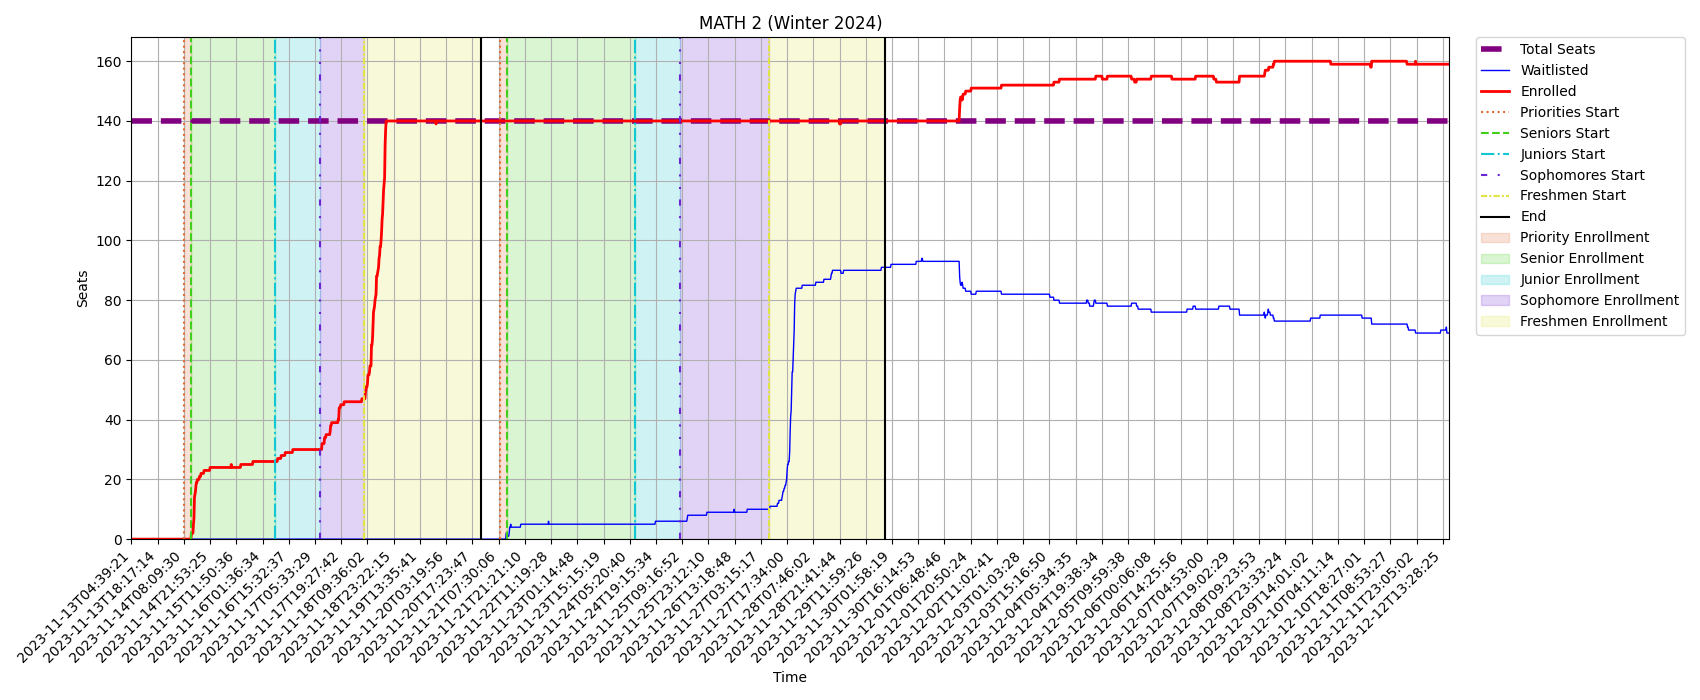 MATH 2 (Winter 2024)
160
140
120
100
80
60
40
20
0
Seats
2023-11-13T04:39:21
2023-11-13T18:17:14
2023-11-14T08:09:30
2023-11-14T21:53:25
2023-11-15T11:50:36
2023-11-16T01:36:34
2023-11-16T15:32:37
2023-11-17T05:33:29
2023-11-17T19:27:42
2023-11-18T09:36:02
2023-11-18T23:22:15
2023-11-19T13:35:41
2023-11-20T03:19:56
2023-11-20T17:23:47
2023-11-21T07:30:06
2023-11-21T21:21:10
2023-11-22T11:19:28
2023-11-23T01:14:48
2023-11-23T15:15:19
2023-11-24T05:20:40
2023-11-24T19:15:34
2023-11-25T09:16:52
2023-11-25T23:12:10
2023-11-26T13:18:48
2023-11-27T03:15:17
2023-11-27T17:34:00
2023-11-28T07:46:02
2023-11-28T21:41:44
2023-11-29T11:59:26
2023-11-30T01:58:19
2023-11-30T16:14:53
2023-12-01T06:48:46
2023-12-01T20:50:24
2023-12-02T11:02:41
2023-12-03T01:03:28
2023-12-03T15:16:50
2023-12-04T05:34:35
2023-12-04T19:38:34
2023-12-05T09:59:38
2023-12-06T00:06:08
2023-12-06T14:25:56
2023-12-07T04:53:00
2023-12-07T19:02:29
2023-12-08T09:23:53
2023-12-08T23:33:24
2023-12-09T14:01:02
2023-12-10T04:11:14
2023-12-10T18:27:01
2023-12-11T08:53:27
2023-12-11T23:05:02
2023-12-12T13:28:25
Time
Total Seats
Waitlisted
Enrolled
Priorities Start
Seniors Start
Juniors Start
Sophomores Start
Freshmen Start
End
Priority Enrollment
Senior Enrollment
Junior Enrollment
Sophomore Enrollment
Freshmen Enrollment